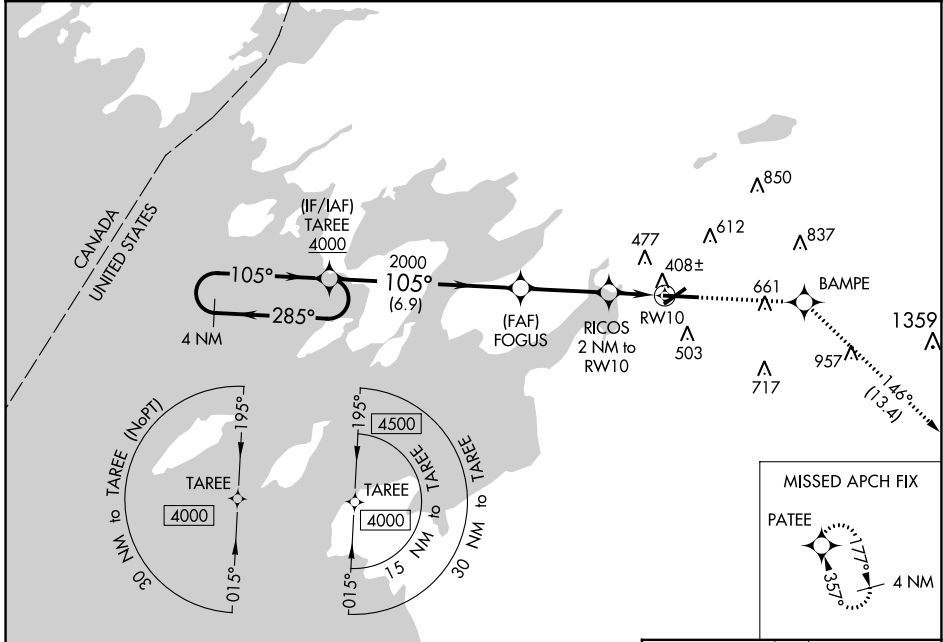 CANADA
UNITED STATES
(IF/IAF)
TAREE
4000
105°
285°
4 NM
2000
105°
(6.9)
(FAF)
FOGUS
RICOS
2 NM to
RW10
RW10
477
408±
503
612
850
837
661
717
BAMPE
957
1359
146°
(13.4)
30 NM to TAREE (NoPT)
195°
TAREE
4000
015°
195°
4500
TAREE
4000
015°
15 NM to TAREE
30 NM to TAREE
MISSED APCH FIX
PATEE
177°
357°
4 NM